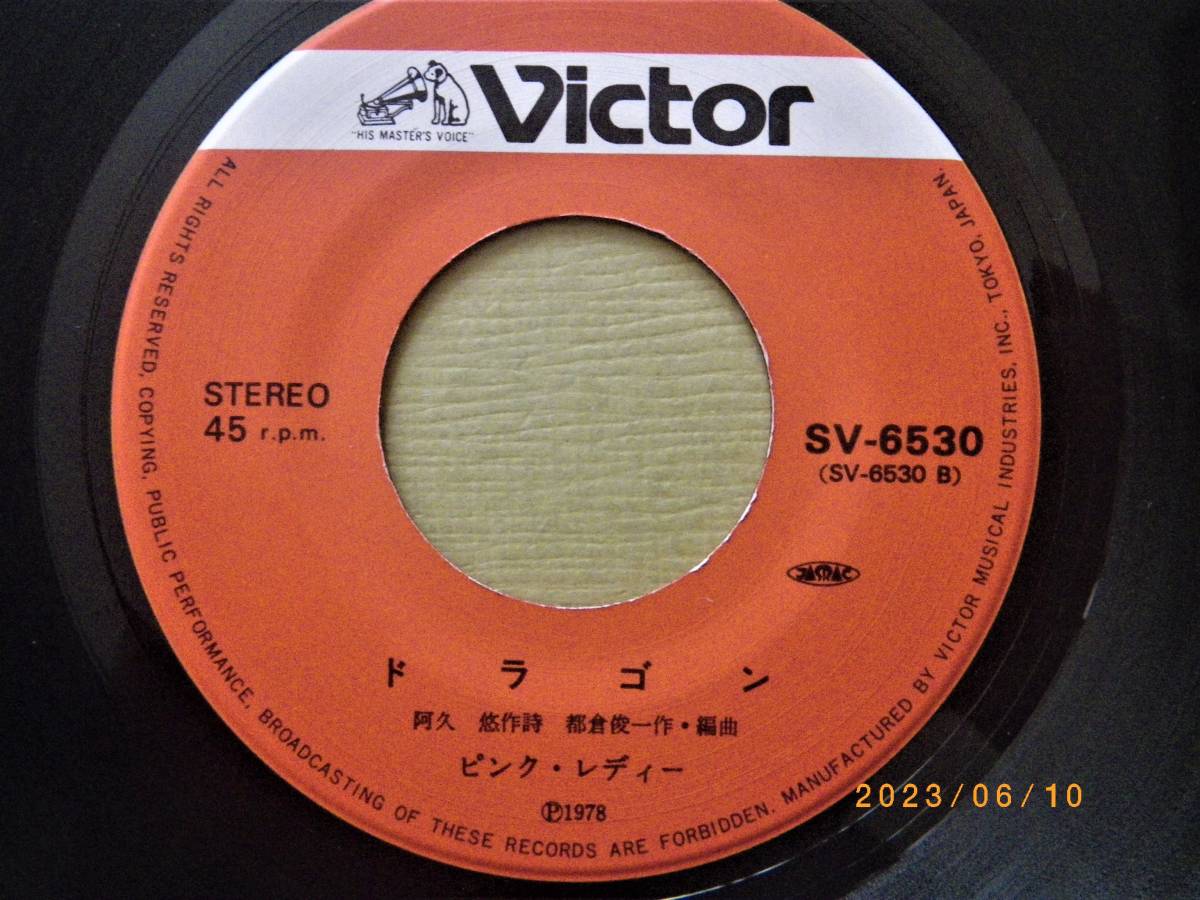 "HIS MASTER'S VOICE"
Victor
STEREO
45 r.p.m.
SV-6530
(SV-6530 B)
JASRAC
ドラゴン
阿久 悠作詩 都倉俊一作・編曲
ピンク・レディー
Ⓟ1978
ALL RIGHTS RESERVED, COPYING, PUBLIC PERFORMANCE, BROADCASTING OF THESE RECORDS ARE FORBIDDEN. MANUFACTURED BY VICTOR MUSICAL INDUSTRIES, INC., TOKYO, JAPAN.
2023/06/10